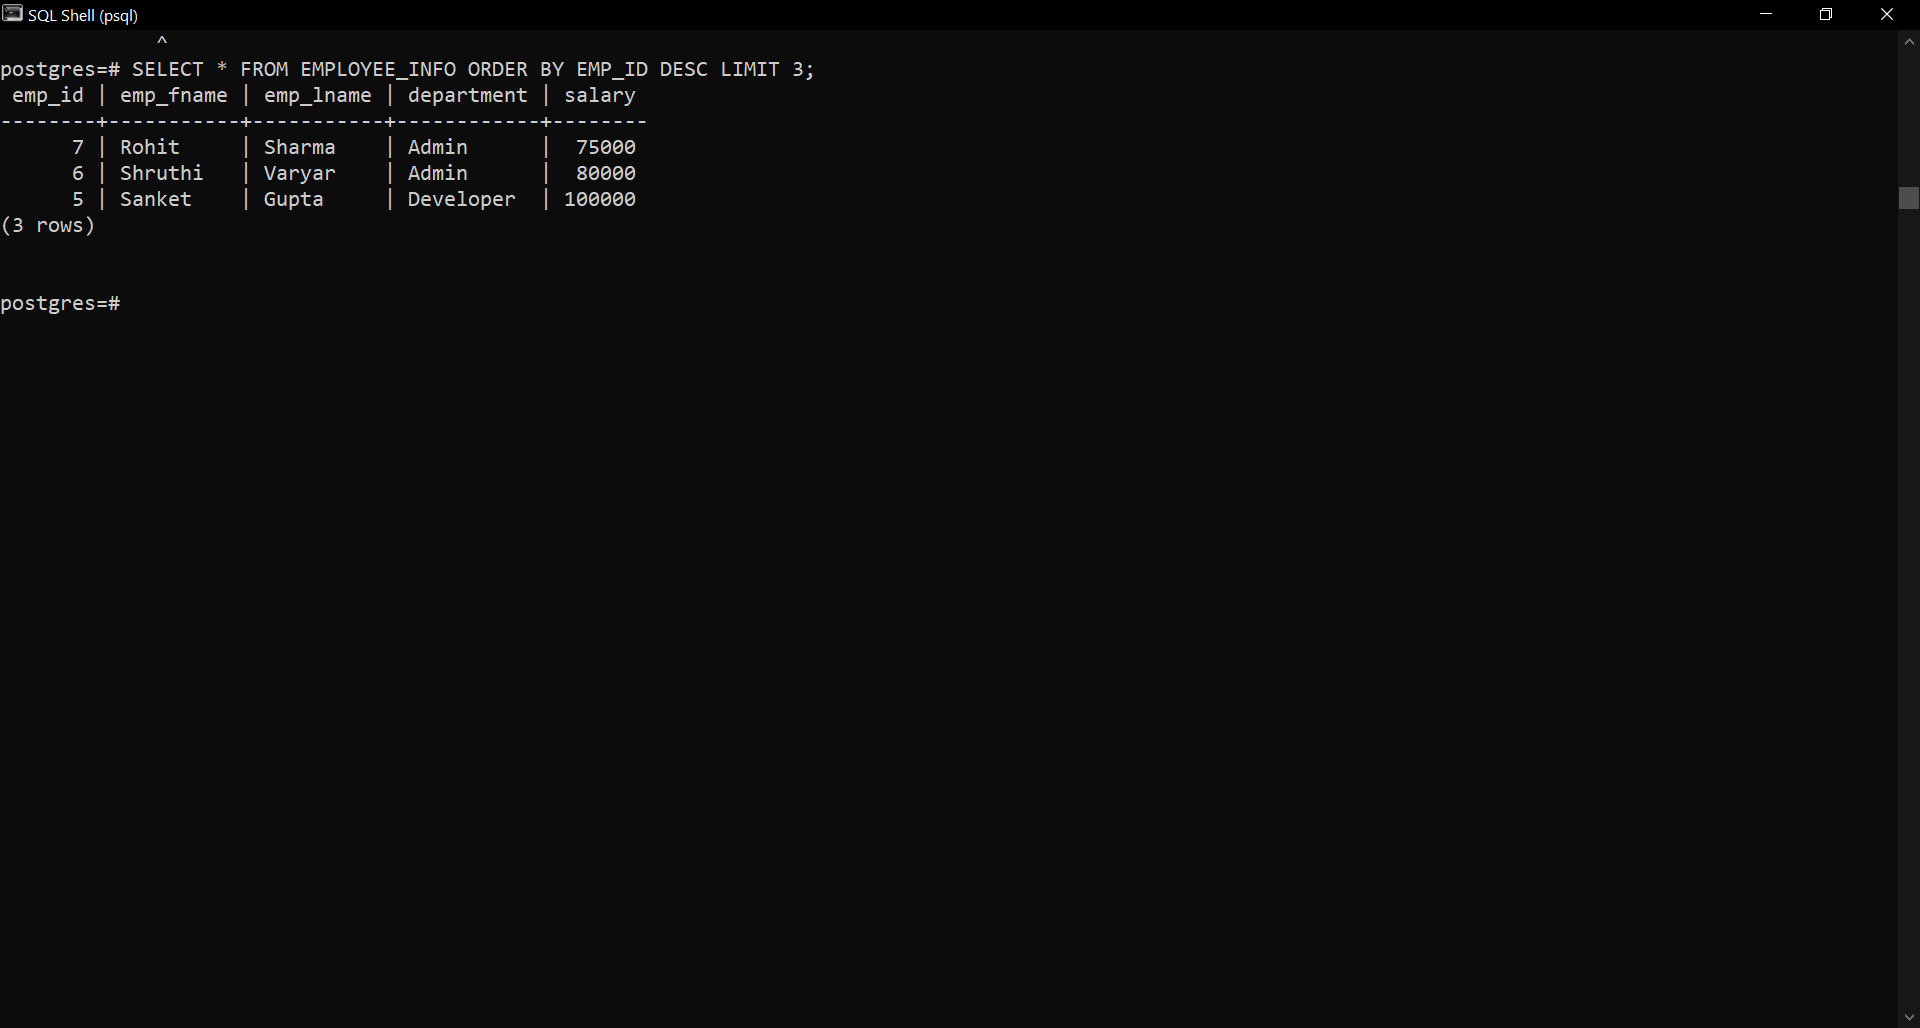 SQL Shell (psql)
^
postgres=# SELECT * FROM EMPLOYEE_INFO ORDER BY EMP_ID DESC LIMIT 3;
 emp_id | emp_fname | emp_lname | department | salary
--------+-----------+-----------+------------+--------
      7 | Rohit     | Sharma    | Admin      |  75000
      6 | Shruthi   | Varyar    | Admin      |  80000
      5 | Sanket    | Gupta     | Developer  | 100000
(3 rows)
postgres=#